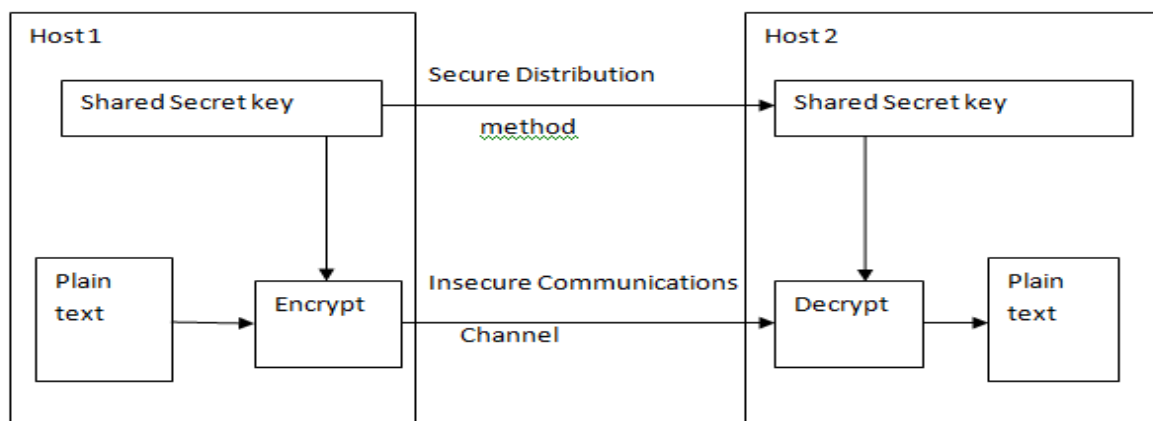 Host 1
Host 2
Secure Distribution
method
Shared Secret key
Shared Secret key
Plain
text
Encrypt
Insecure Communications
Channel
Decrypt
Plain
text